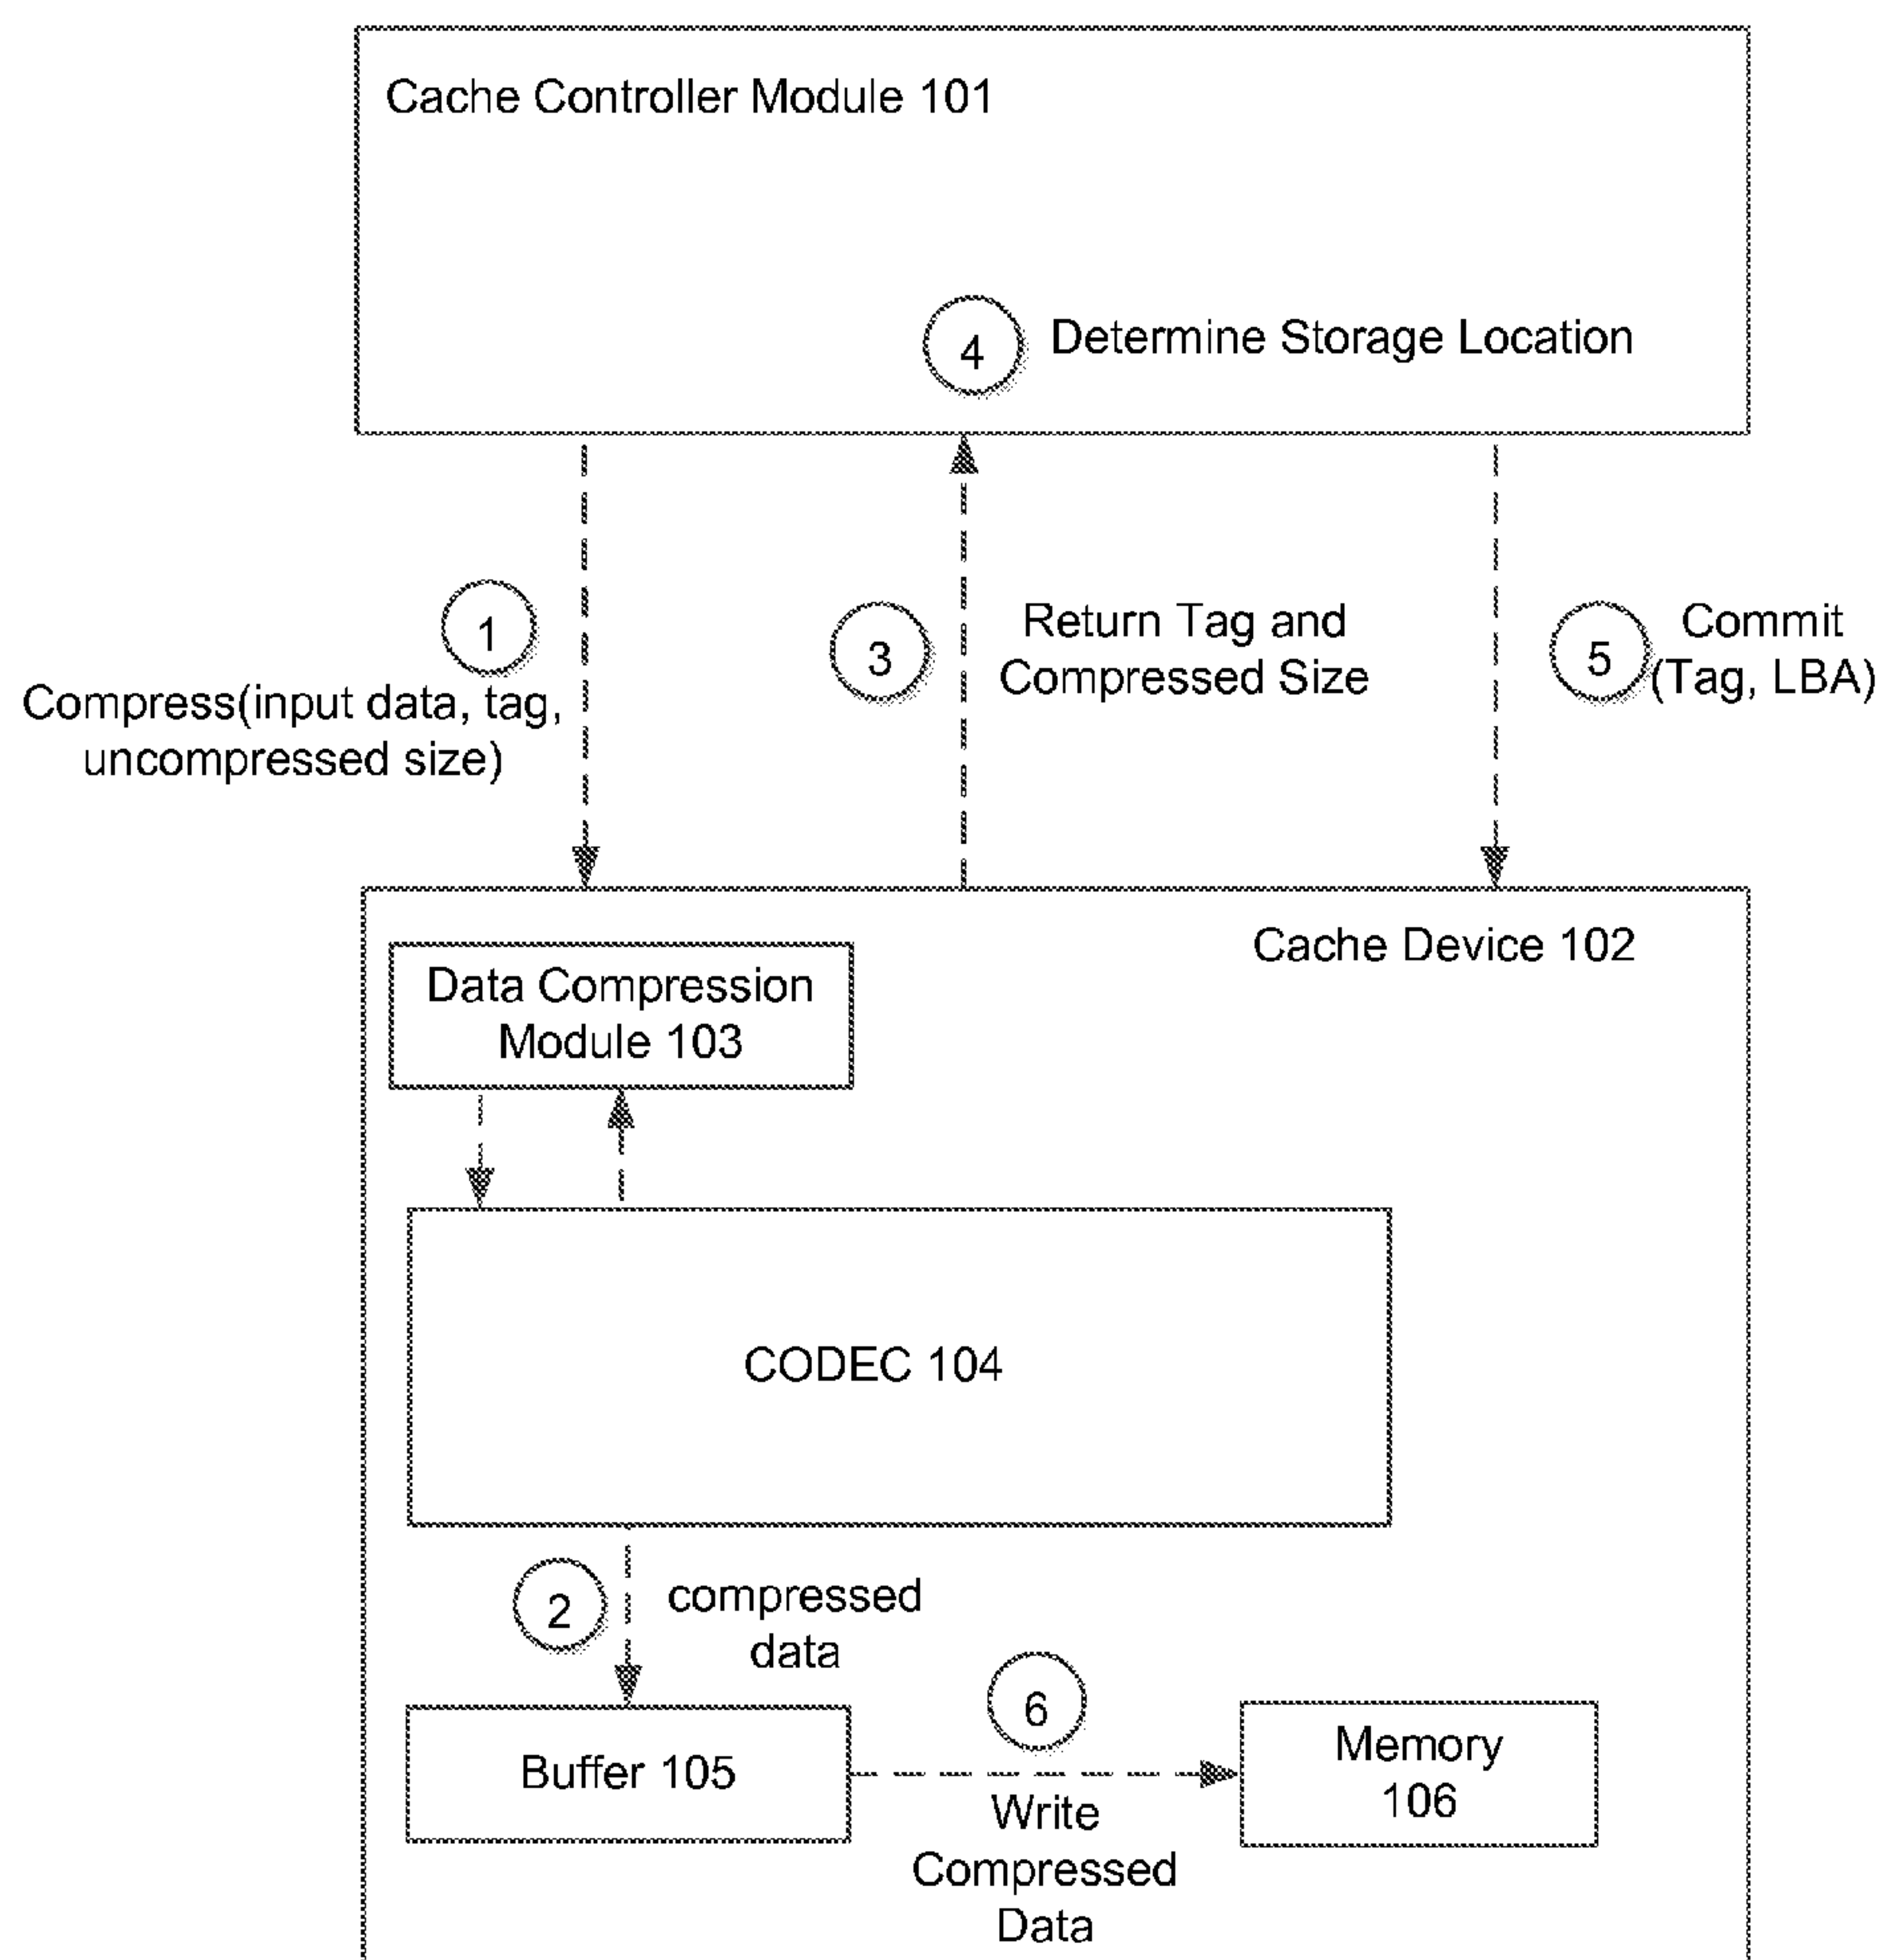 Cache Controller Module 101
4
Determine Storage Location
1
Compress(input data, tag,
uncompressed size)
3
Return Tag and
Compressed Size
5
Commit
(Tag, LBA)
Cache Device 102
Data Compression
Module 103
CODEC 104
2
compressed
data
Buffer 105
6
Write
Compressed
Data
Memory
106